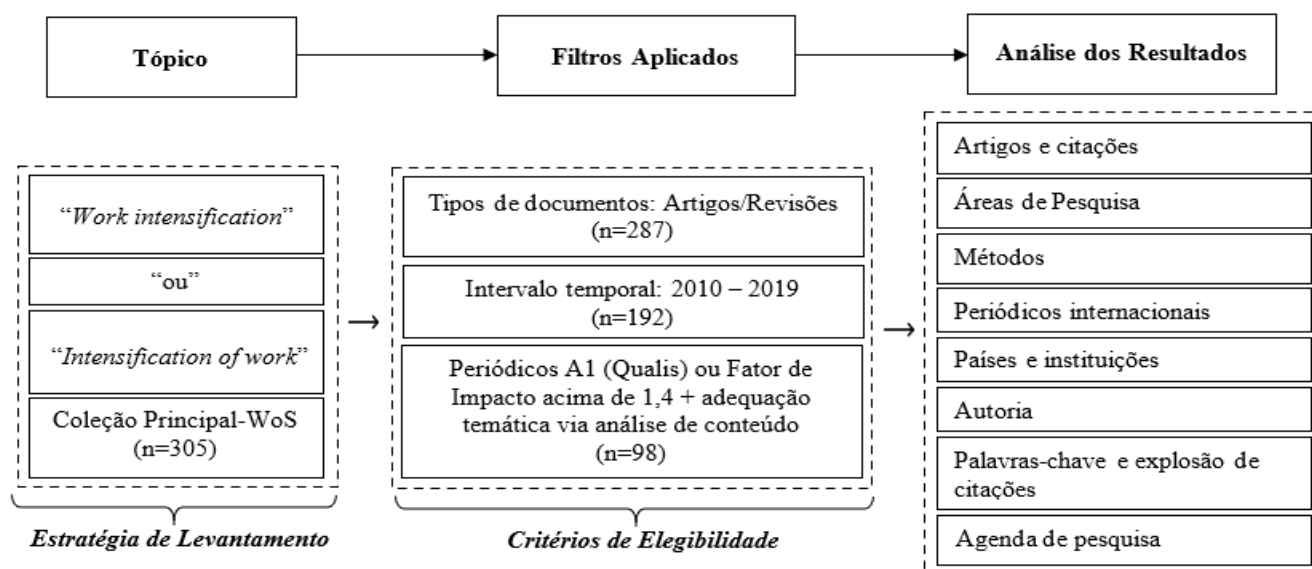 Tópico
Filtros Aplicados
Análise dos Resultados
“Work intensification”
“ou”
“Intensification of work”
Coleção Principal-WoS
(n=305)
Estratégia de Levantamento
→
Tipos de documentos: Artigos/Revisões
(n=287)
Intervalo temporal: 2010 – 2019
(n=192)
Periódicos A1 (Qualis) ou Fator de
Impacto acima de 1,4 + adequação
temática via análise de conteúdo
(n=98)
Critérios de Elegibilidade
→
Artigos e citações
Áreas de Pesquisa
Métodos
Periódicos internacionais
Países e instituições
Autoria
Palavras-chave e explosão de
citações
Agenda de pesquisa